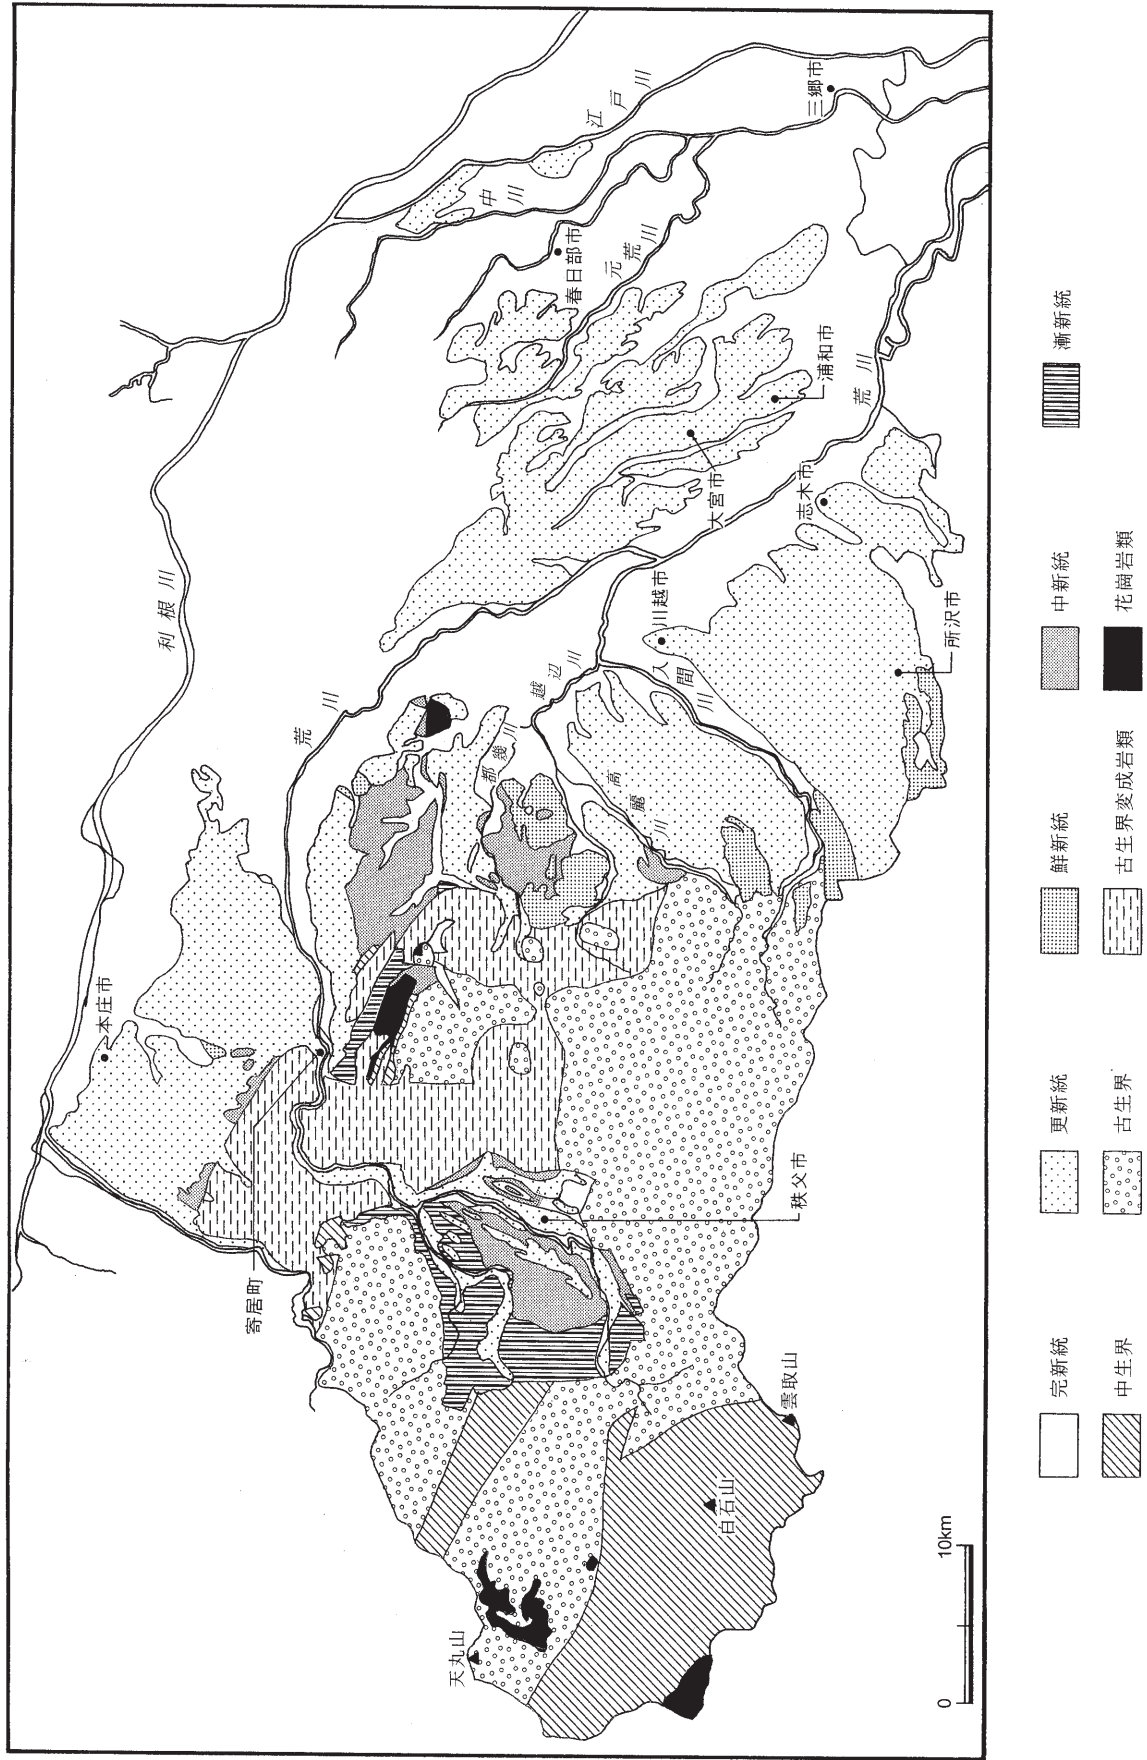 利根川
荒川
江戸川
中川
元荒川
荒川
越辺川
都幾川
高麗川
入間川
本庄市
寄居町
春日部市
三郷市
浦和市
大宮市
志木市
川越市
所沢市
秩父市
天丸山
白石山
雲取山
0 10km
完新統
更新統
鮮新統
中新統
漸新統
中生界
古生界
古生界変成岩類
花崗岩類